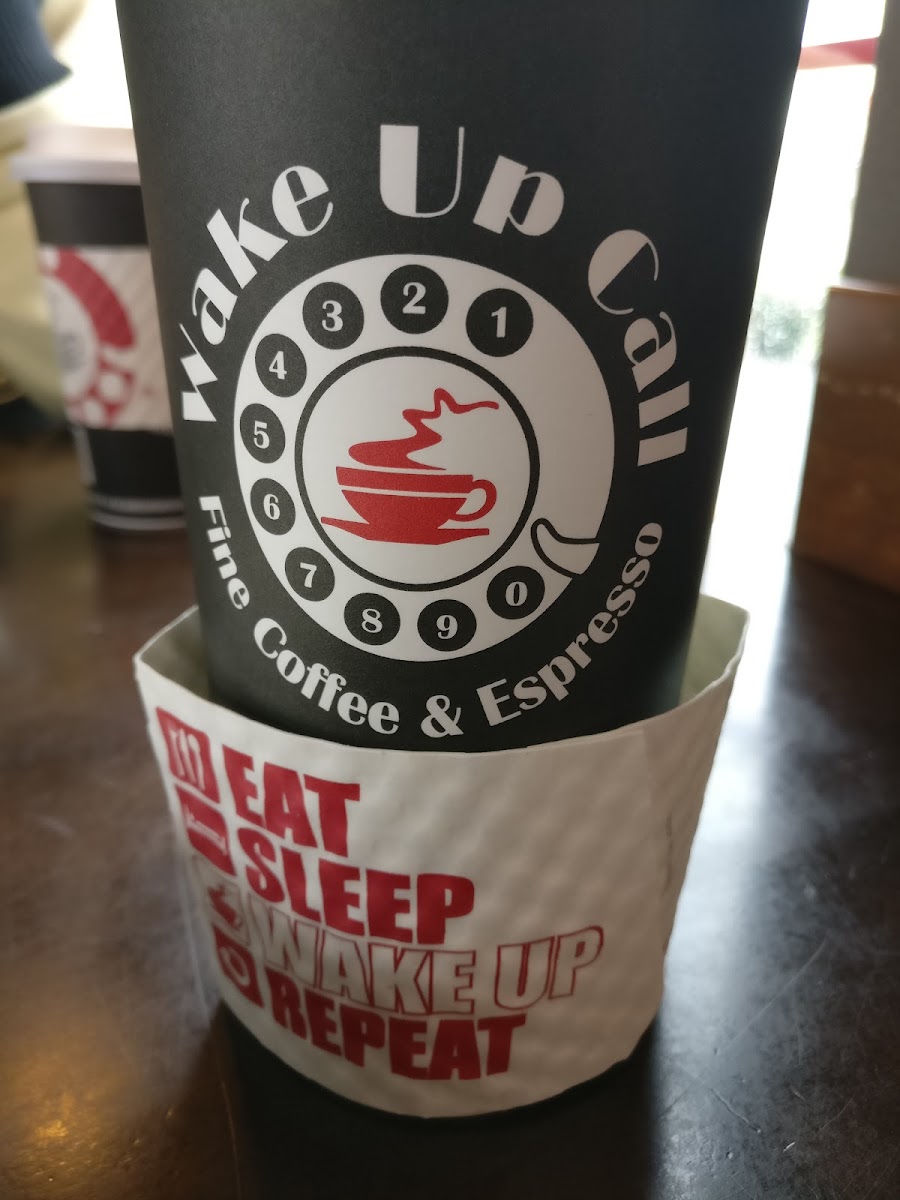 Wake Up Call
1
2
3
4
5
6
7
8
9
0
Fine Coffee & Espresso
EAT
SLEEP
WAKE UP
REPEAT